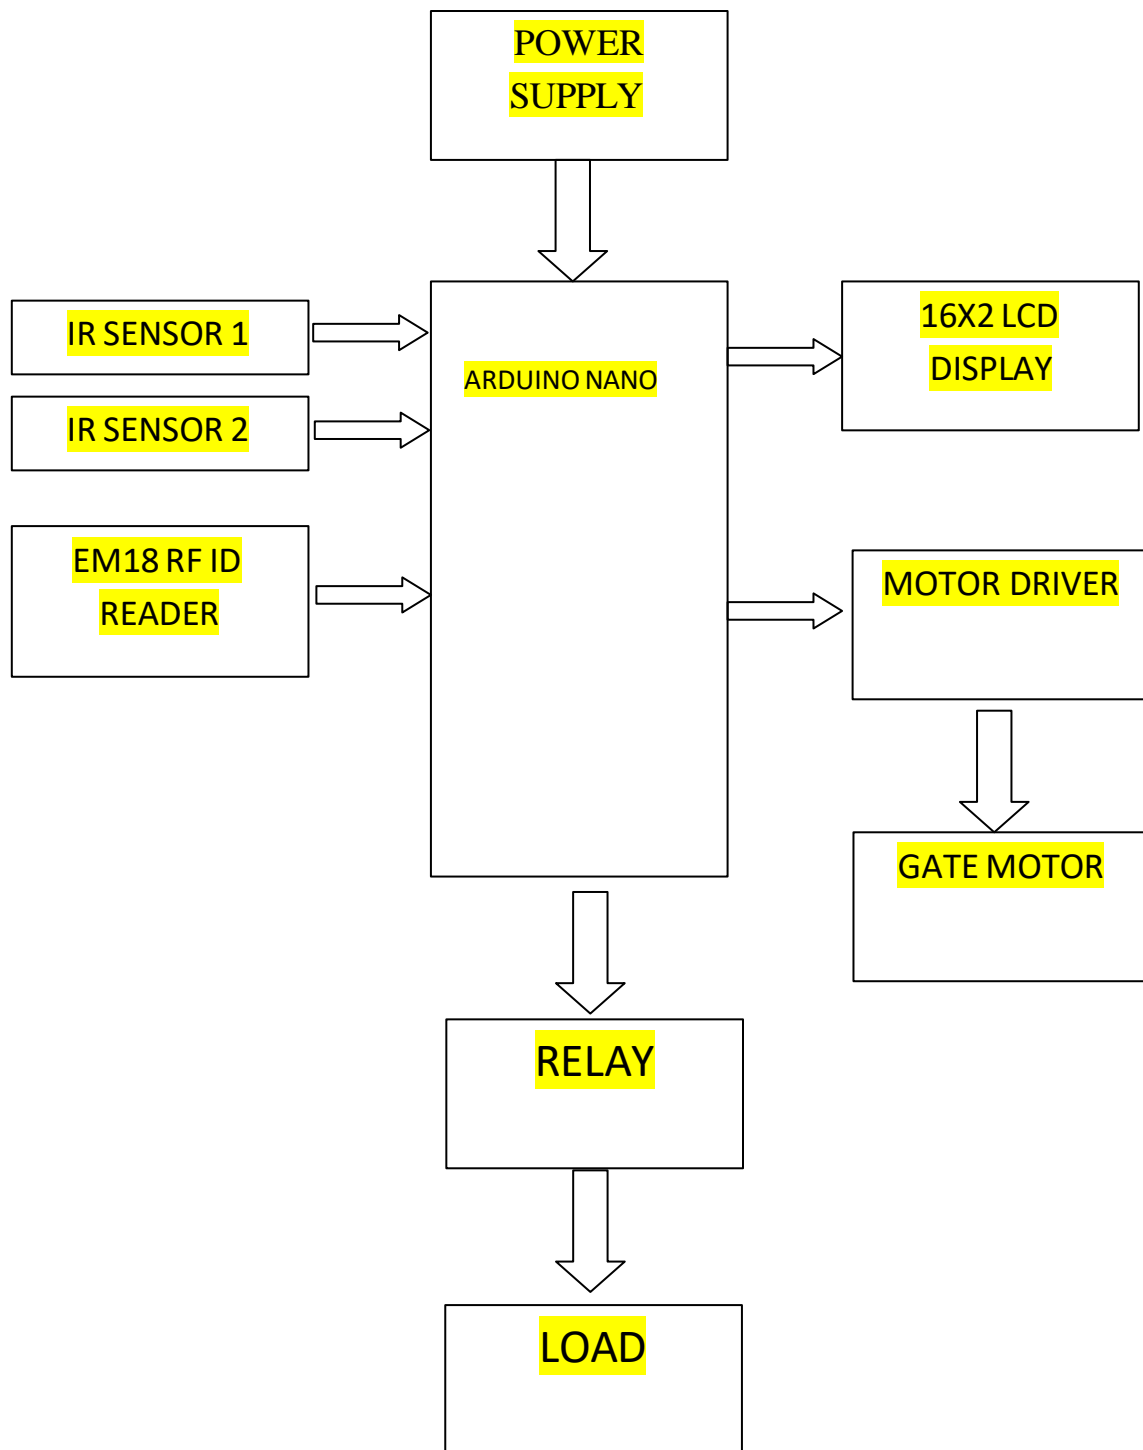 POWER
SUPPLY
IR SENSOR 1
IR SENSOR 2
EM18 RF ID
READER
ARDUINO NANO
16X2 LCD
DISPLAY
MOTOR DRIVER
GATE MOTOR
RELAY
LOAD